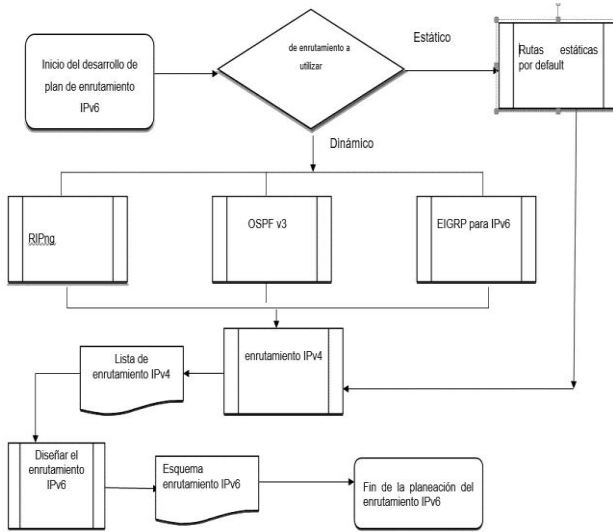 Inicio del desarrollo de
plan de enrutamiento
IPv6
de enrutamiento a
utilizar
Estático
Rutas estáticas
por default
Dinámico
RIPng
OSPF v3
EIGRP para IPv6
enrutamiento IPv4
Lista de
enrutamiento IPv4
Diseñar el
enrutamiento
IPv6
Esquema
enrutamiento IPv6
Fin de la planeación del
enrutamiento IPv6